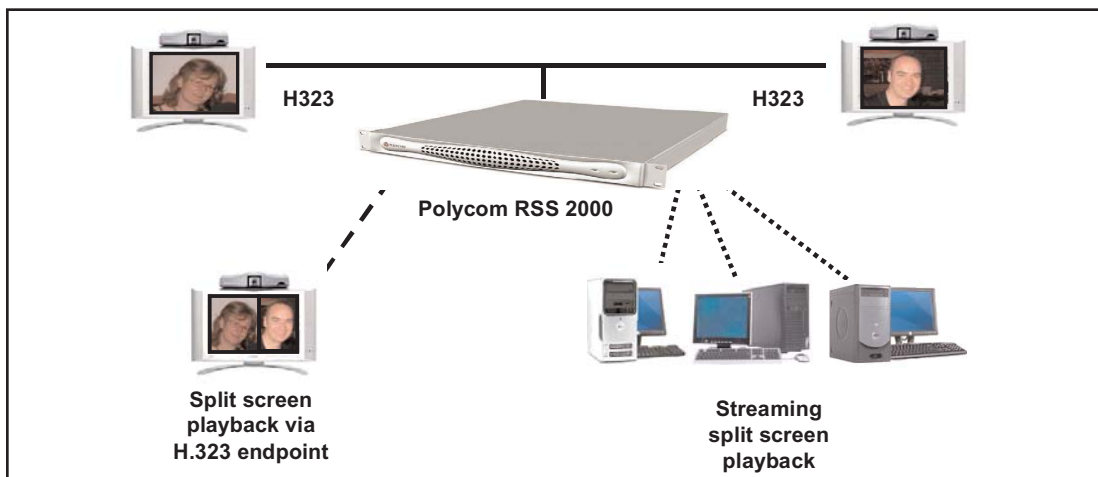 H323
H323
Polycom RSS 2000
Split screen
playback via
H.323 endpoint
Streaming
split screen
playback